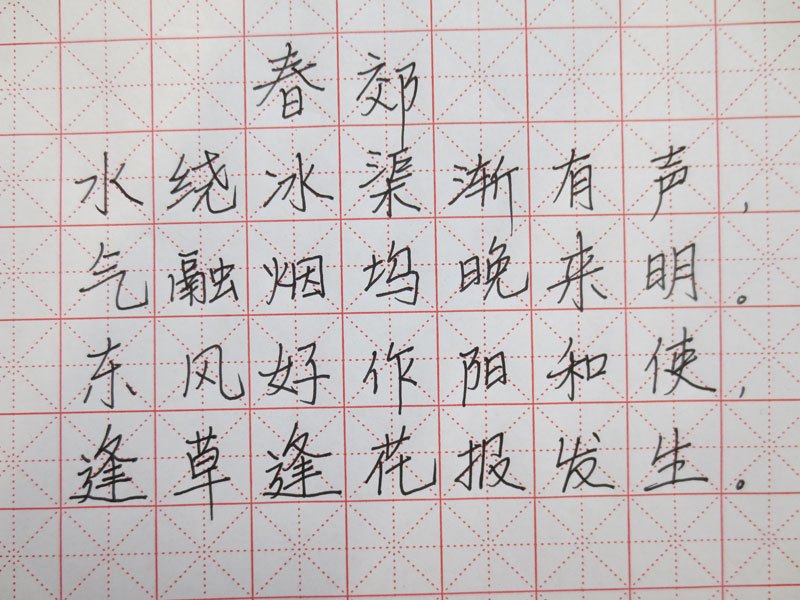 春郊
水绕冰渠渐有声,
气融烟坞晚来明。
东风好作阳和使,
逢草逢花报发生。